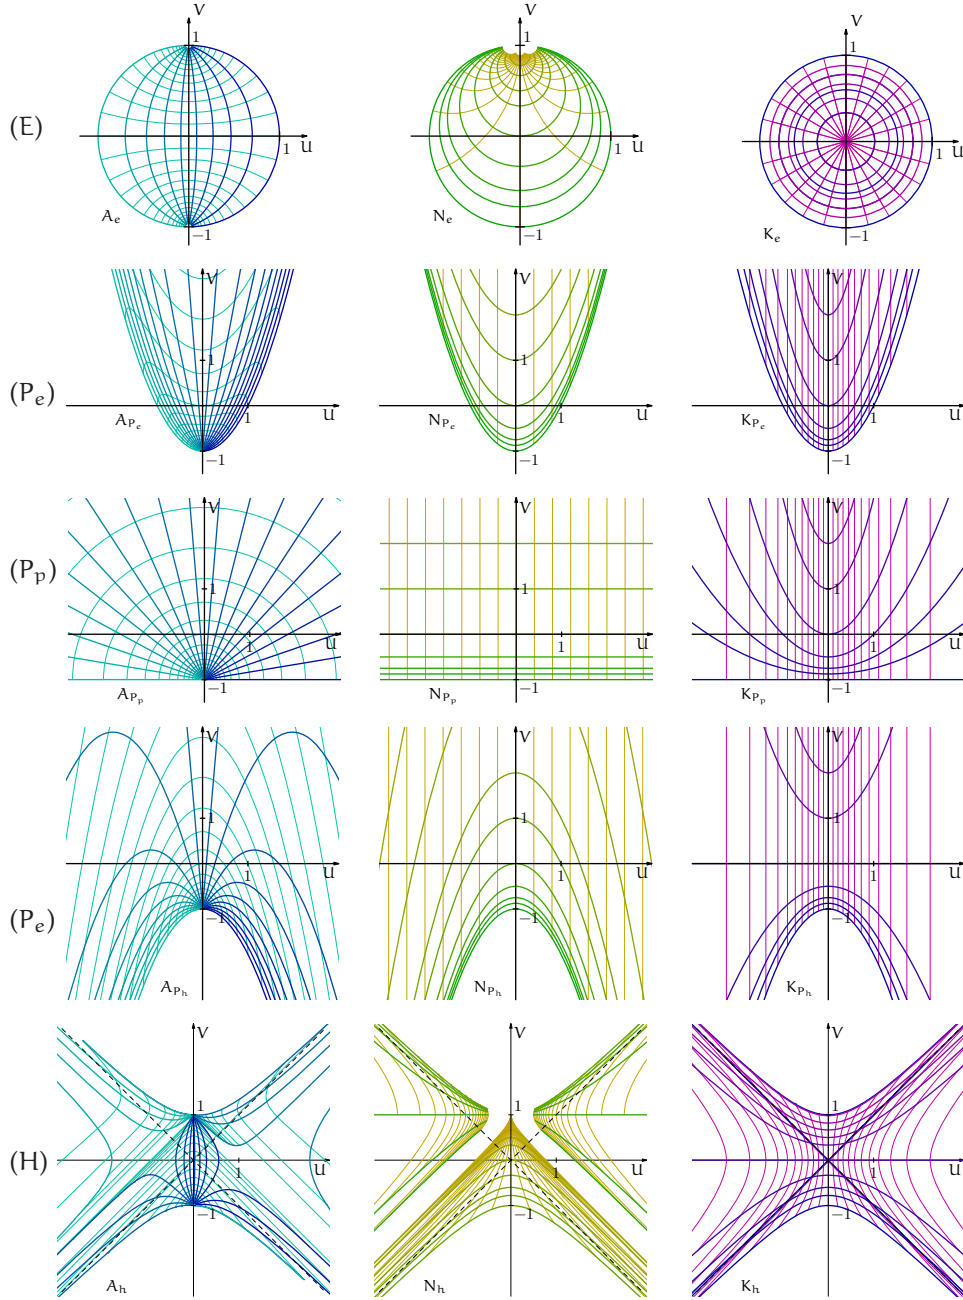 V V V
1 1 1
(E)
1 U 1 U 1 U
A_e N_e K_e
−1 −1 −1
V V V
1 1 1
(P_e)
A_{P_e} 1 U N_{P_e} 1 U K_{P_e} 1 U
−1 −1 −1
V V V
(P_p)
1 1 1
1 U 1 U 1 U
A_{P_p} −1 N_{P_p} −1 K_{P_p} −1
V V V
1 1 1
1 U 1 U 1 U
(P_e)
−1 −1 −1
A_{P_h} N_{P_h} K_{P_h}
V V V
1 1 1
(H)
1 U 1 U 1 U
−1 −1 −1
A_h N_h K_h